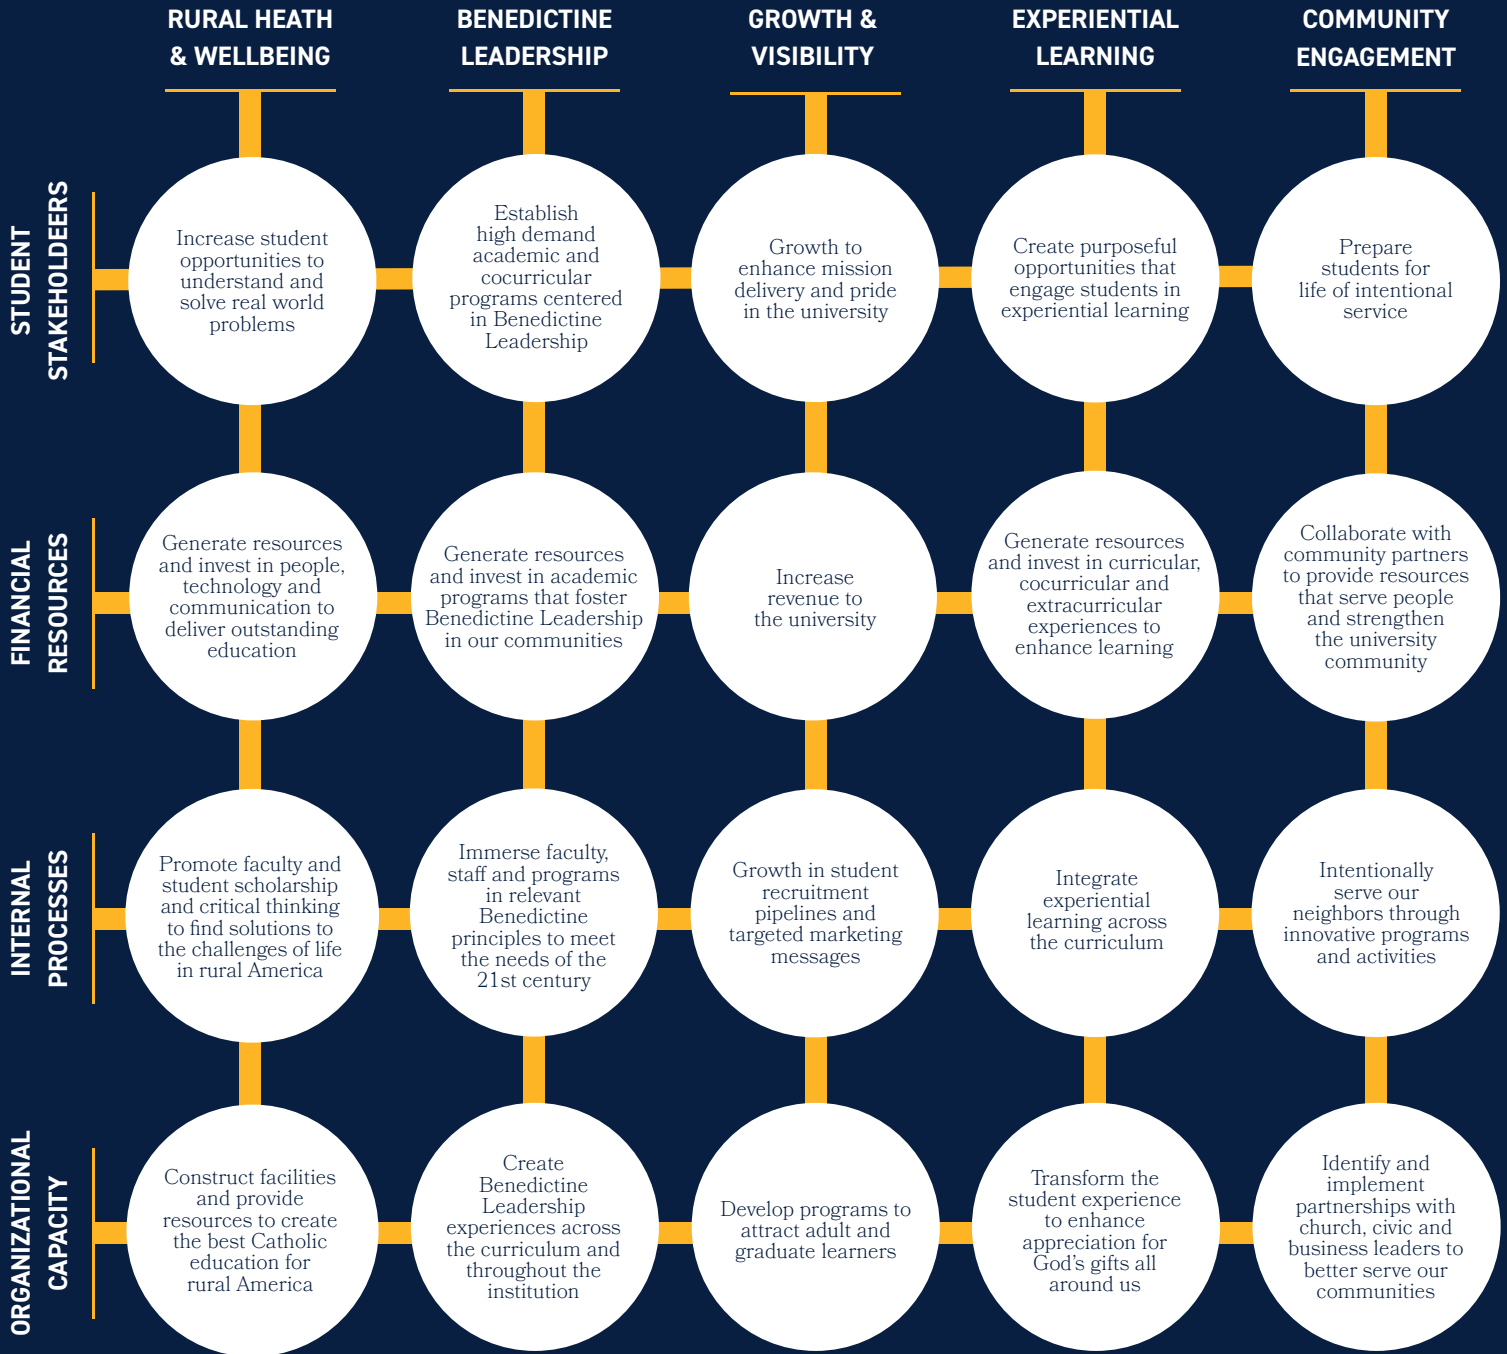 RURAL HEATH
& WELLBEING
BENEDICTINE
LEADERSHIP
GROWTH &
VISIBILITY
EXPERIENTIAL
LEARNING
COMMUNITY
ENGAGEMENT
STUDENT
STAKEHOLDEERS
Increase student
opportunities to
understand and
solve real world
problems
Establish
high demand
academic and
cocurricular
programs centered
in Benedictine
Leadership
Growth to
enhance mission
delivery and pride
in the university
Create purposeful
opportunities that
engage students in
experiential learning
Prepare
students for
life of intentional
service
FINANCIAL
RESOURCES
Generate resources
and invest in people,
technology and
communication to
deliver outstanding
education
Generate resources
and invest in academic
programs that foster
Benedictine Leadership
in our communities
Increase
revenue to
the university
Generate resources
and invest in curricular,
cocurricular and
extracurricular
experiences to
enhance learning
Collaborate with
community partners
to provide resources
that serve people
and strengthen
the university
community
INTERNAL
PROCESSES
Promote faculty and
student scholarship
and critical thinking
to find solutions to
the challenges of life
in rural America
Immerse faculty,
staff and programs
in relevant
Benedictine
principles to meet
the needs of the
21st century
Growth in student
recruitment
pipelines and
targeted marketing
messages
Integrate
experiential
learning across
the curriculum
Intentionally
serve our
neighbors through
innovative programs
and activities
ORGANIZATIONAL
CAPACITY
Construct facilities
and provide
resources to create
the best Catholic
education for
rural America
Create
Benedictine
Leadership
experiences across
the curriculum and
throughout the
institution
Develop programs to
attract adult and
graduate learners
Transform the
student experience
to enhance
appreciation for
God's gifts all
around us
Identify and
implement
partnerships with
church, civic and
business leaders to
better serve our
communities